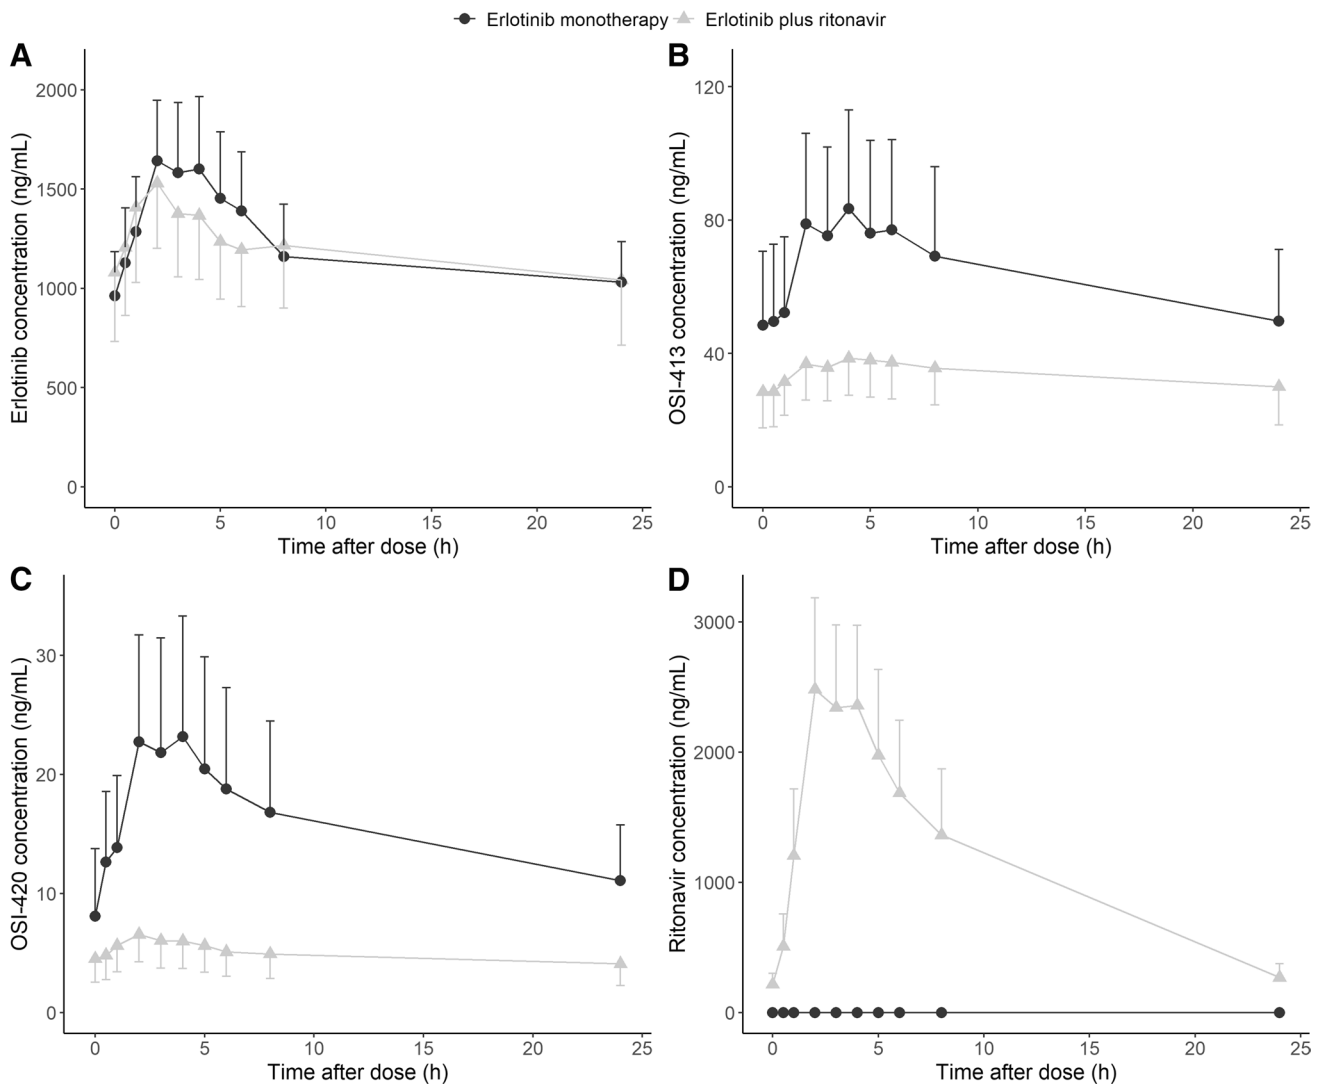 Erlotinib monotherapy Erlotinib plus ritonavir
A
Erlotinib concentration (ng/mL)
2000
1500
1000
500
0
0 5 10 15 20 25
Time after dose (h)
B
OSI-413 concentration (ng/mL)
120
80
40
0
0 5 10 15 20 25
Time after dose (h)
C
OSI-420 concentration (ng/mL)
30
20
10
0
0 5 10 15 20 25
Time after dose (h)
D
Ritonavir concentration (ng/mL)
3000
2000
1000
0
0 5 10 15 20 25
Time after dose (h)